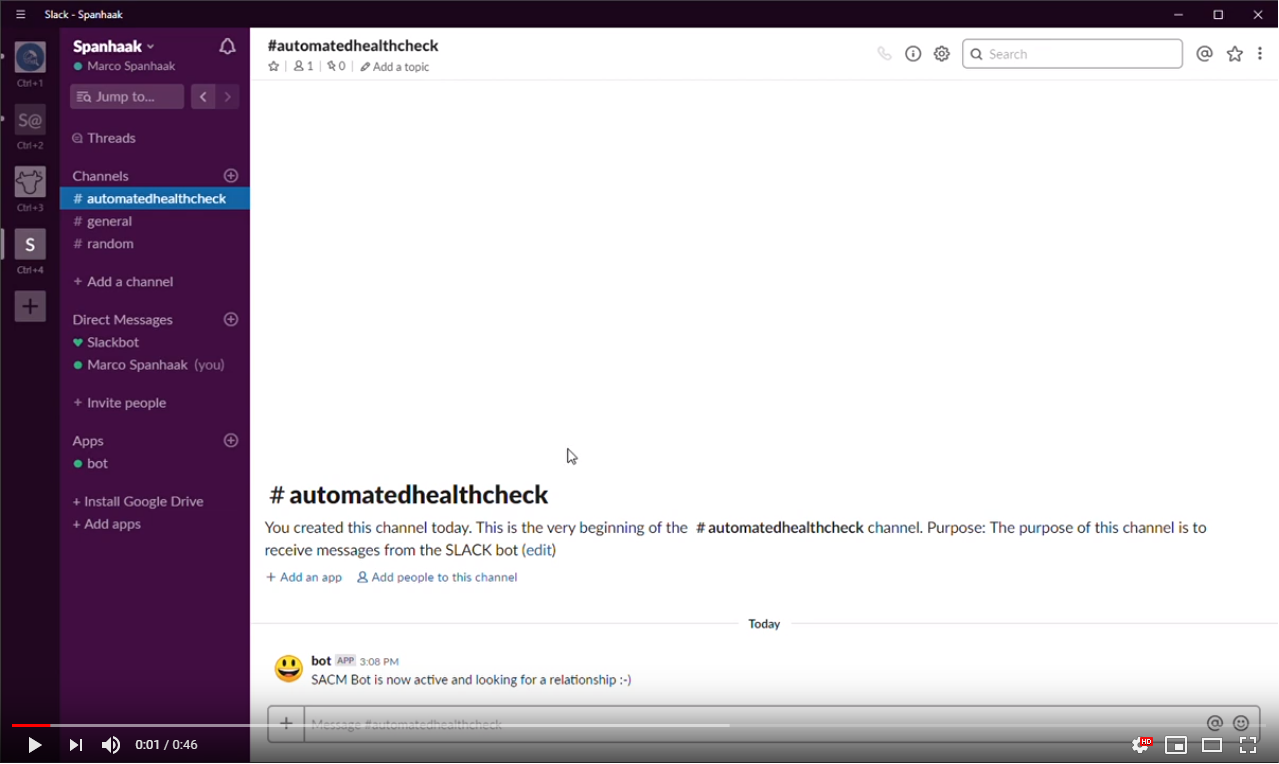 Slack - Spanhaak
Ctrl+1
S@
Ctrl+2
Ctrl+3
S
Ctrl+4
Spanhaak
Marco Spanhaak
Jump to...
Threads
Channels
# automatedhealthcheck
# general
# random
+ Add a channel
Direct Messages
Slackbot
Marco Spanhaak (you)
+ Invite people
Apps
bot
+ Install Google Drive
+ Add apps
#automatedhealthcheck
1 | 0 | Add a topic
Search
# automatedhealthcheck
You created this channel today. This is the very beginning of the # automatedhealthcheck channel. Purpose: The purpose of this channel is to
receive messages from the SLACK bot (edit)
+ Add an app Add people to this channel
Today
bot APP 3:08 PM
SACM Bot is now active and looking for a relationship :-)
Message #automatedhealthcheck
0:01 / 0:46
HD